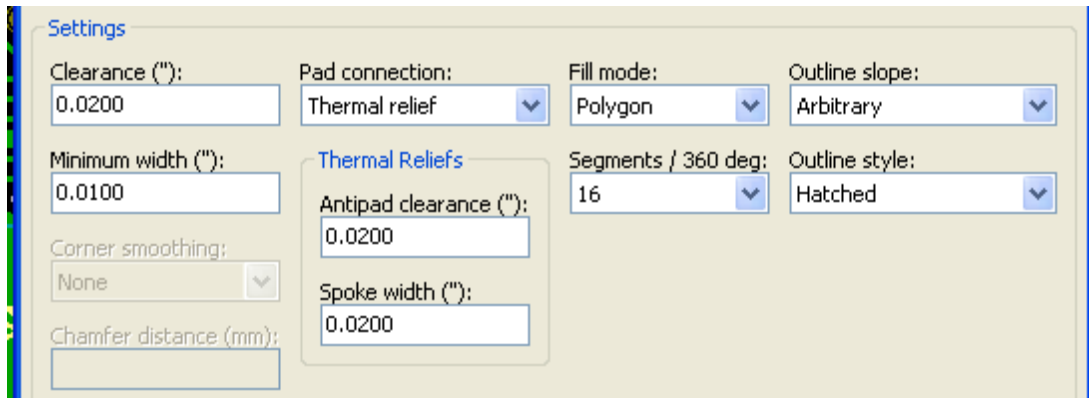 Settings
Clearance ("):
0.0200
Pad connection:
Thermal relief
Fill mode:
Polygon
Outline slope:
Arbitrary
Minimum width ("):
0.0100
Thermal Reliefs
Antipad clearance ("):
0.0200
Spoke width ("):
0.0200
Segments / 360 deg:
16
Outline style:
Hatched
Corner smoothing:
None
Chamfer distance (mm):